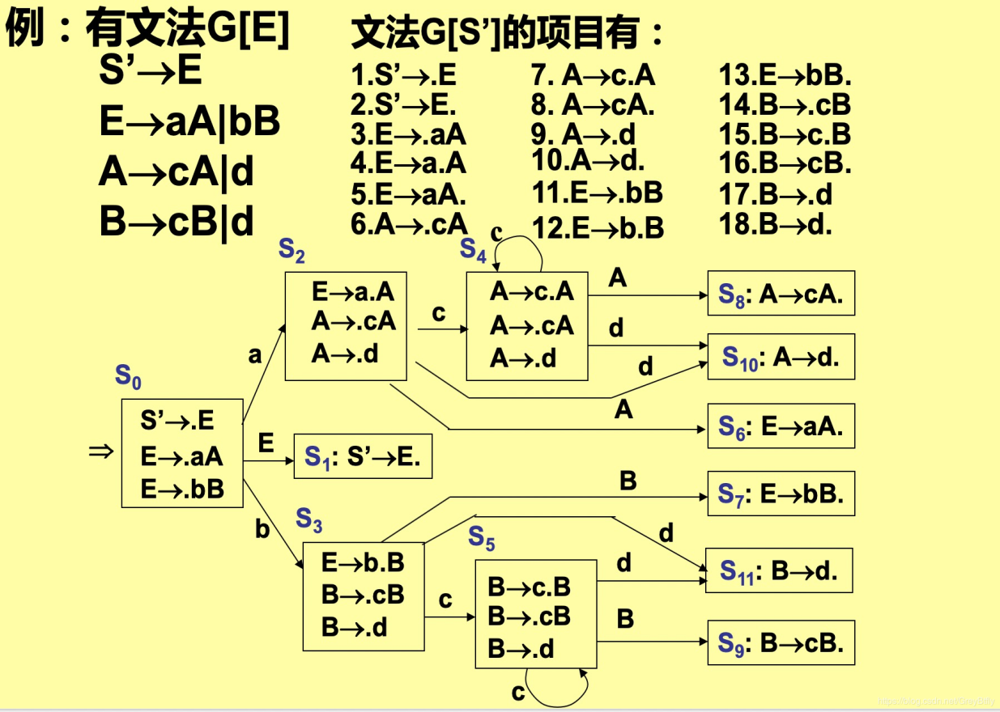 例：有文法G[E]
S’→E
E→aA|bB
A→cA|d
B→cB|d
文法G[S’]的项目有：
1.S’→.E
2.S’→E.
3.E→.aA
4.E→a.A
5.E→aA.
6.A→.cA
7. A→c.A
8. A→cA.
9. A→.d
10.A→d.
11.E→.bB
12.E→b.B
13.E→bB.
14.B→.cB
15.B→c.B
16.B→cB.
17.B→.d
18.B→d.
S0
⇒
S’→.E
E→.aA
E→.bB
a
E
b
S2
E→a.A
A→.cA
A→.d
c
S4
c
A→c.A
A→.cA
A→.d
A
d
d
A
S8: A→cA.
S10: A→d.
S6: E→aA.
S1: S’→E.
S3
E→b.B
B→.cB
B→.d
c
B
d
S5
B→c.B
B→.cB
B→.d
c
d
B
S7: E→bB.
S11: B→d.
S9: B→cB.
https://blog.csdn.net/GreyBtfly